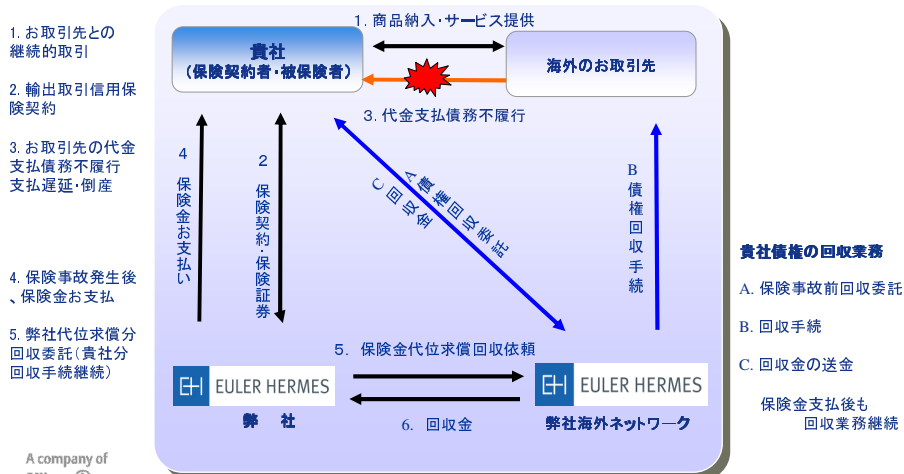 1. お取引先との
継続的取引
2. 輸出取引信用保
険契約
3. お取引先の代金
支払債務不履行
支払遅延・倒産
4. 保険事故発生後
、保険金お支払
5. 弊社代位求償分
回収委託(貴社分
回収手続継続)
A company of
1. 商品納入・サービス提供
貴社
(保険契約者・被保険者)
海外のお取引先
3. 代金支払債務不履行
4 保険金お支払い
2 保険契約・保険証券
A 債権回収委託
C 回収金
B 債権回収手続
5. 保険金代位求償回収依頼
EULER HERMES
弊 社
EULER HERMES
弊社海外ネットワーク
6. 回収金
貴社債権の回収業務
A. 保険事故前回収委託
B. 回収手続
C. 回収金の送金
保険金支払後も
回収業務継続